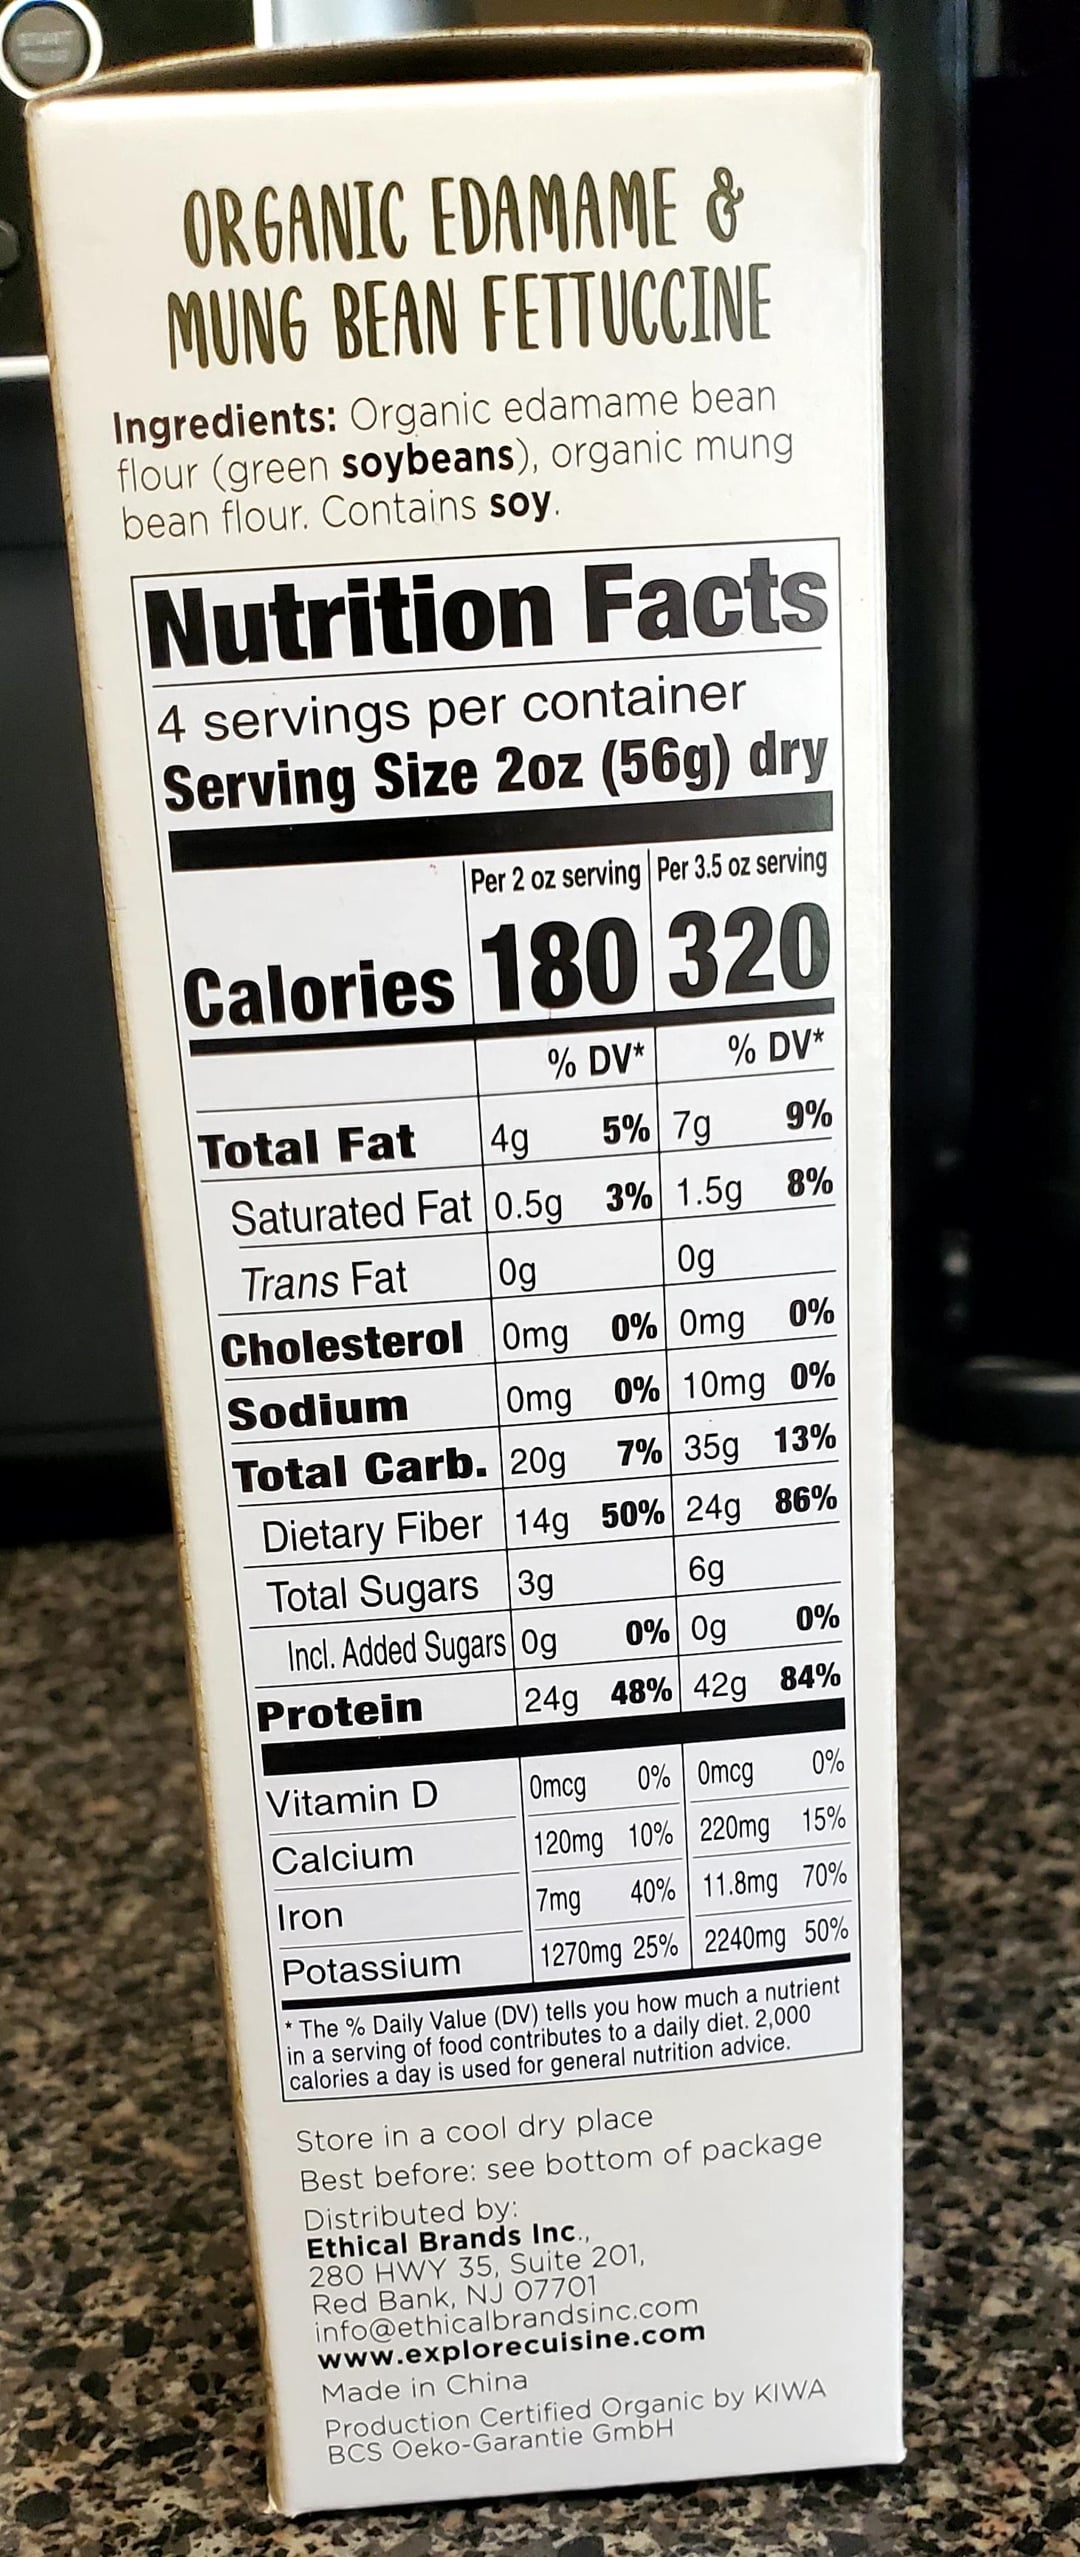 ORGANIC EDAMAME &
MUNG BEAN FETTUCCINE
Ingredients: Organic edamame bean
flour (green soybeans), organic mung
bean flour. Contains soy.
Nutrition Facts
4 servings per container
Serving Size 2oz (56g) dry
Per 2 oz serving Per 3.5 oz serving
Calories 180 320
% DV* % DV*
Total Fat 4g 5% 7g 9%
Saturated Fat 0.5g 3% 1.5g 8%
Trans Fat 0g 0g
Cholesterol 0mg 0% 0mg 0%
Sodium 0mg 0% 10mg 0%
Total Carb. 20g 7% 35g 13%
Dietary Fiber 14g 50% 24g 86%
Total Sugars 3g 6g
Incl. Added Sugars 0g 0% 0g 0%
Protein 24g 48% 42g 84%
Vitamin D 0mcg 0% 0mcg 0%
Calcium 120mg 10% 220mg 15%
Iron 7mg 40% 11.8mg 70%
Potassium 1270mg 25% 2240mg 50%
* The % Daily Value (DV) tells you how much a nutrient
in a serving of food contributes to a daily diet. 2,000
calories a day is used for general nutrition advice.
Store in a cool dry place
Best before: see bottom of package
Distributed by:
Ethical Brands Inc.,
280 HWY 35, Suite 201,
Red Bank, NJ 07701
info@ethicalbrandsinc.com
www.explorecuisine.com
Made in China
Production Certified Organic by KIWA
BCS Oeko-Garantie GmbH